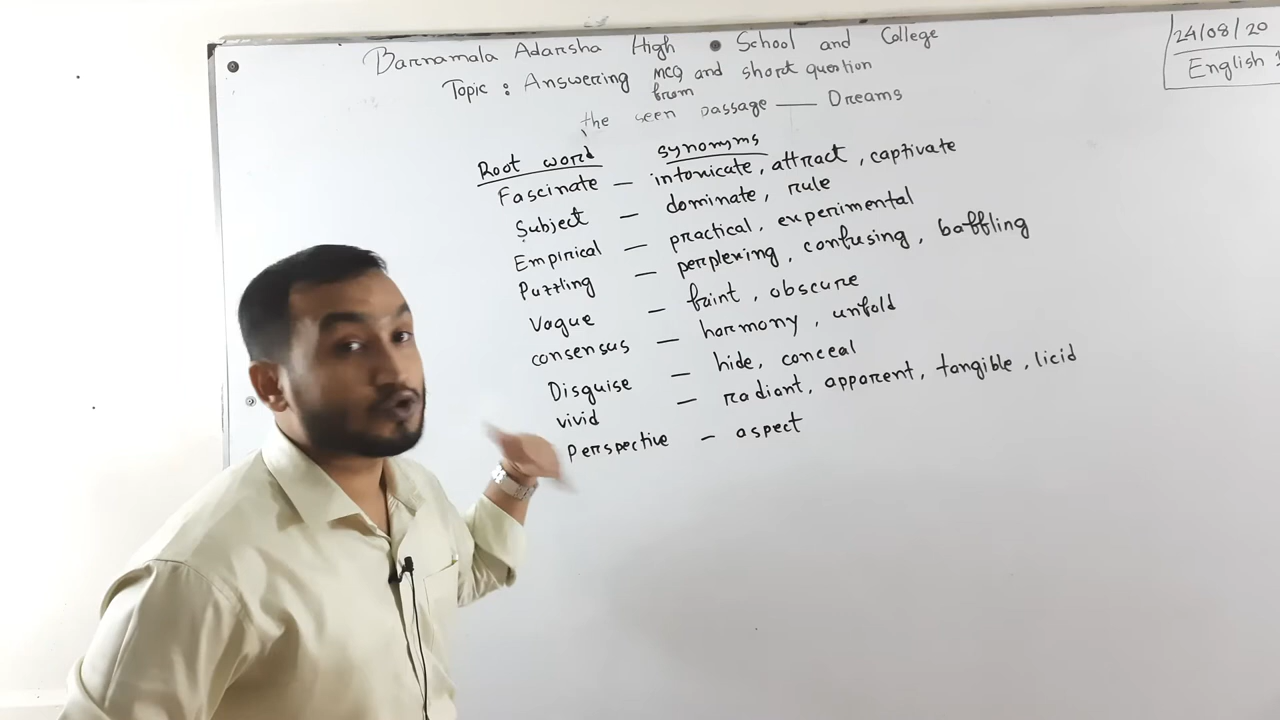 Barnamala Adarsha High School and College
Topic : Answering MCQ and short question
from
the seen passage — Dreams
24/08/20
English 1
Root word synonyms
Fascinate — intonicate, attract, captivate
Subject — dominate, rule
Empirical — practical, experimental
Puzzling — perplexing, confusing, baffling
Vague — faint, obscure
consensus — harmony, unfold
Disguise — hide, conceal
vivid — radiant, apparent, tangible, licid
perspective — aspect